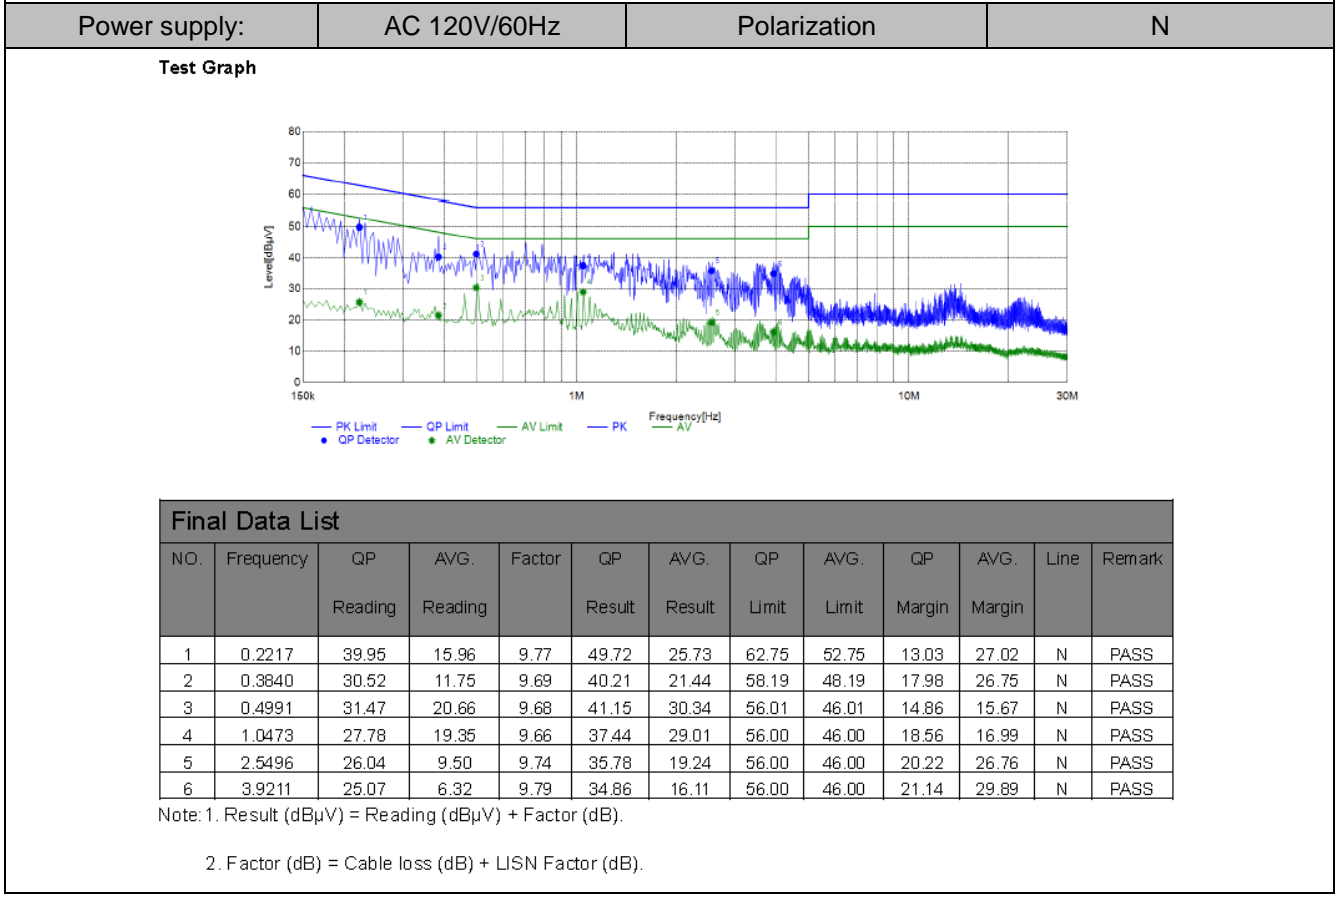 Power supply: AC 120V/60Hz Polarization N
Test Graph
80
70
60
50
40
30
20
10
0
Level[dBµV]
150k 1M 10M 30M
Frequency[Hz]
PK Limit QP Limit AV Limit PK AV
QP Detector AV Detector
Final Data List
NO. Frequency QP Reading AVG. Reading Factor QP Result AVG. Result QP Limit AVG. Limit QP Margin AVG. Margin Line Remark
1 0.2217 39.95 15.96 9.77 49.72 25.73 62.75 52.75 13.03 27.02 N PASS
2 0.3840 30.52 11.75 9.69 40.21 21.44 58.19 48.19 17.98 26.75 N PASS
3 0.4991 31.47 20.66 9.68 41.15 30.34 56.01 46.01 14.86 15.67 N PASS
4 1.0473 27.78 19.35 9.66 37.44 29.01 56.00 46.00 18.56 16.99 N PASS
5 2.5496 26.04 9.50 9.74 35.78 19.24 56.00 46.00 20.22 26.76 N PASS
6 3.9211 25.07 6.32 9.79 34.86 16.11 56.00 46.00 21.14 29.89 N PASS
Note:1. Result (dBµV) = Reading (dBµV) + Factor (dB).
2. Factor (dB) = Cable loss (dB) + LISN Factor (dB).